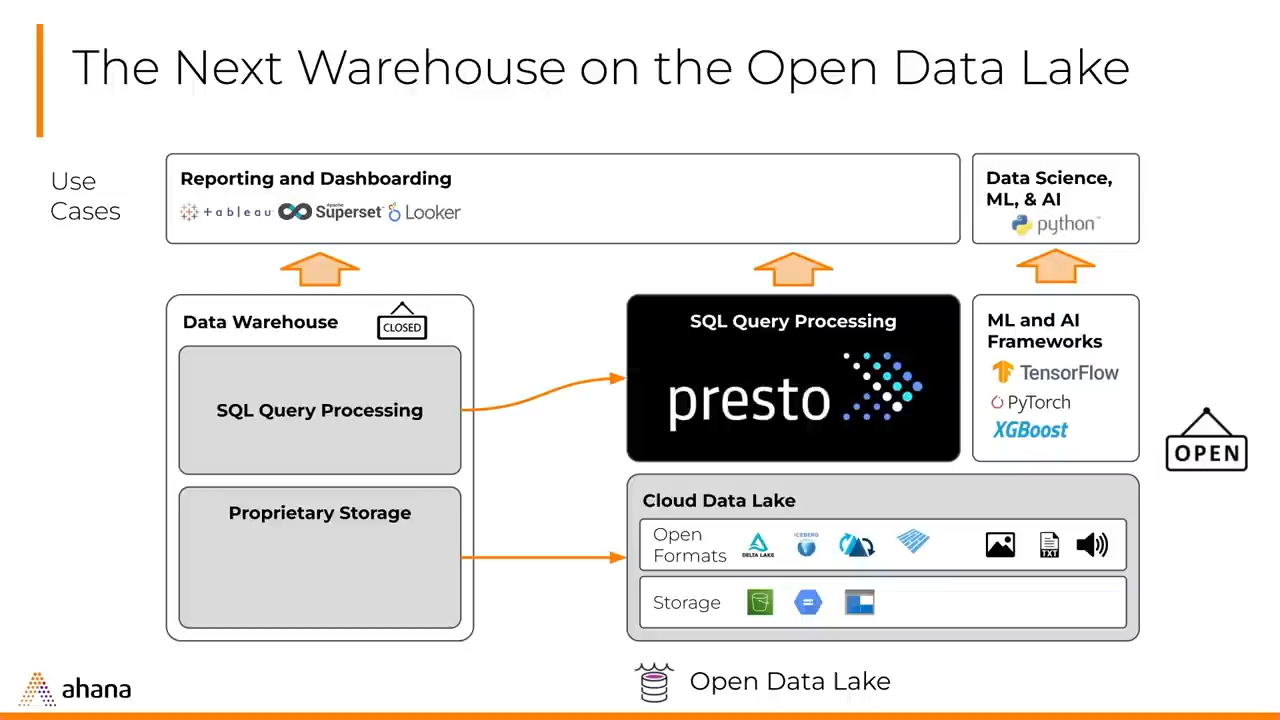 The Next Warehouse on the Open Data Lake
Use
Cases
Reporting and Dashboarding
+ableau
Apache
Superset
Looker
Data Science,
ML, & AI
python
Data Warehouse
CLOSED
SQL Query Processing
Proprietary Storage
SQL Query Processing
presto
ML and AI
Frameworks
TensorFlow
PyTorch
XGBoost
OPEN
Cloud Data Lake
Open
Formats
DELTA LAKE
ICEBERG
TXT
Storage
Open Data Lake
ahana